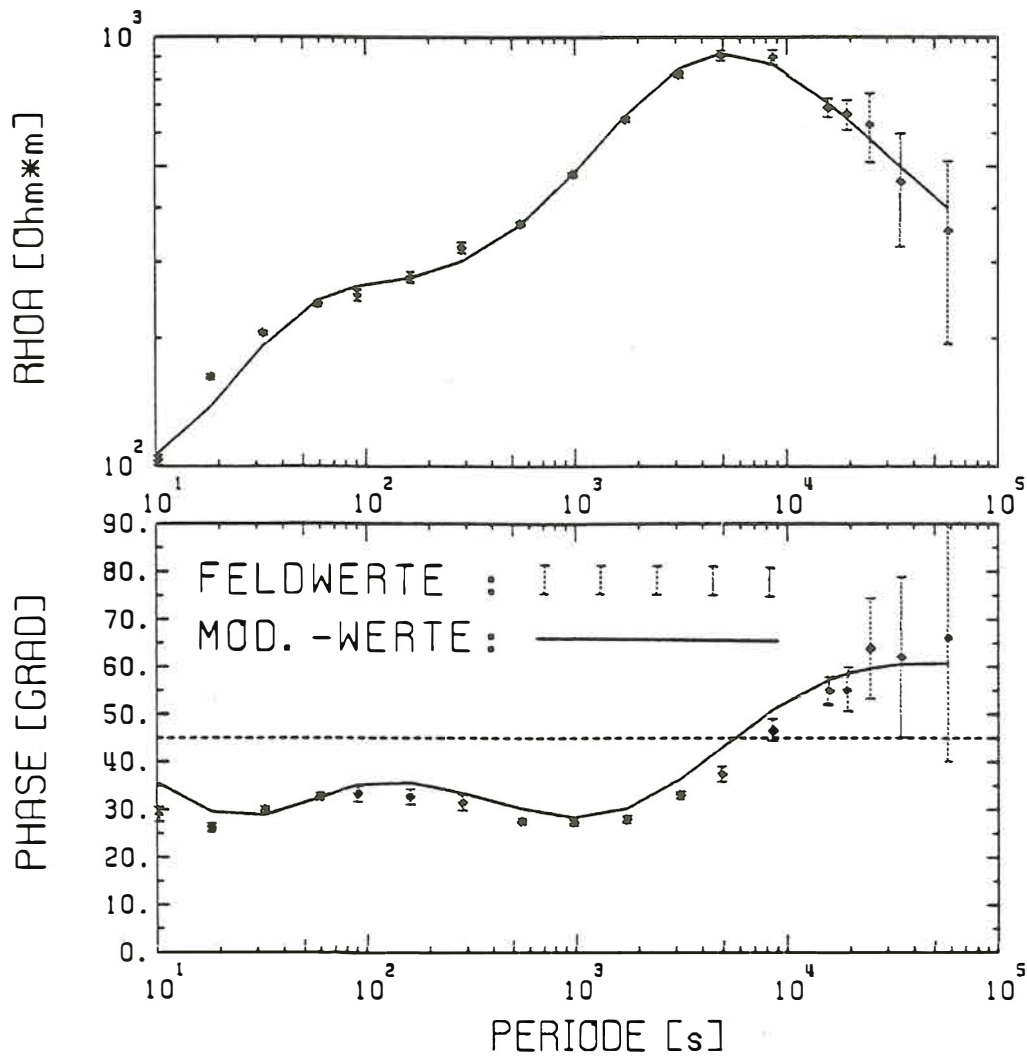 10³
RHOA [Ohm*m]
10²
10¹ 10² 10³ 10⁴ 10⁵
90.
80.
70.
60.
50.
40.
30.
20.
10.
0.
PHASE [GRAD]
FELDWERTE :
MOD.-WERTE :
10¹ 10² 10³ 10⁴ 10⁵
PERIODE [s]